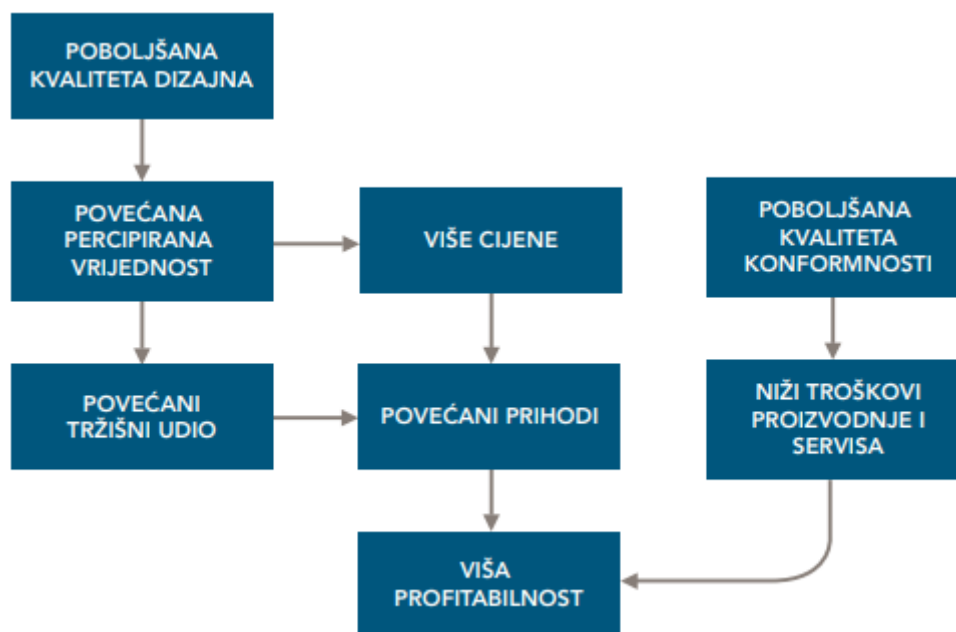 POBOLJŠANA
KVALITETA DIZAJNA
POVEĆANA
PERCIPIRANA
VRIJEDNOST
VIŠE CIJENE
POBOLJŠANA
KVALITETA
KONFORMNOSTI
POVEĆANI
TRŽIŠNI UDIO
POVEĆANI PRIHODI
NIŽI TROŠKOVI
PROIZVODNJE I
SERVISA
VIŠA
PROFITABILNOST